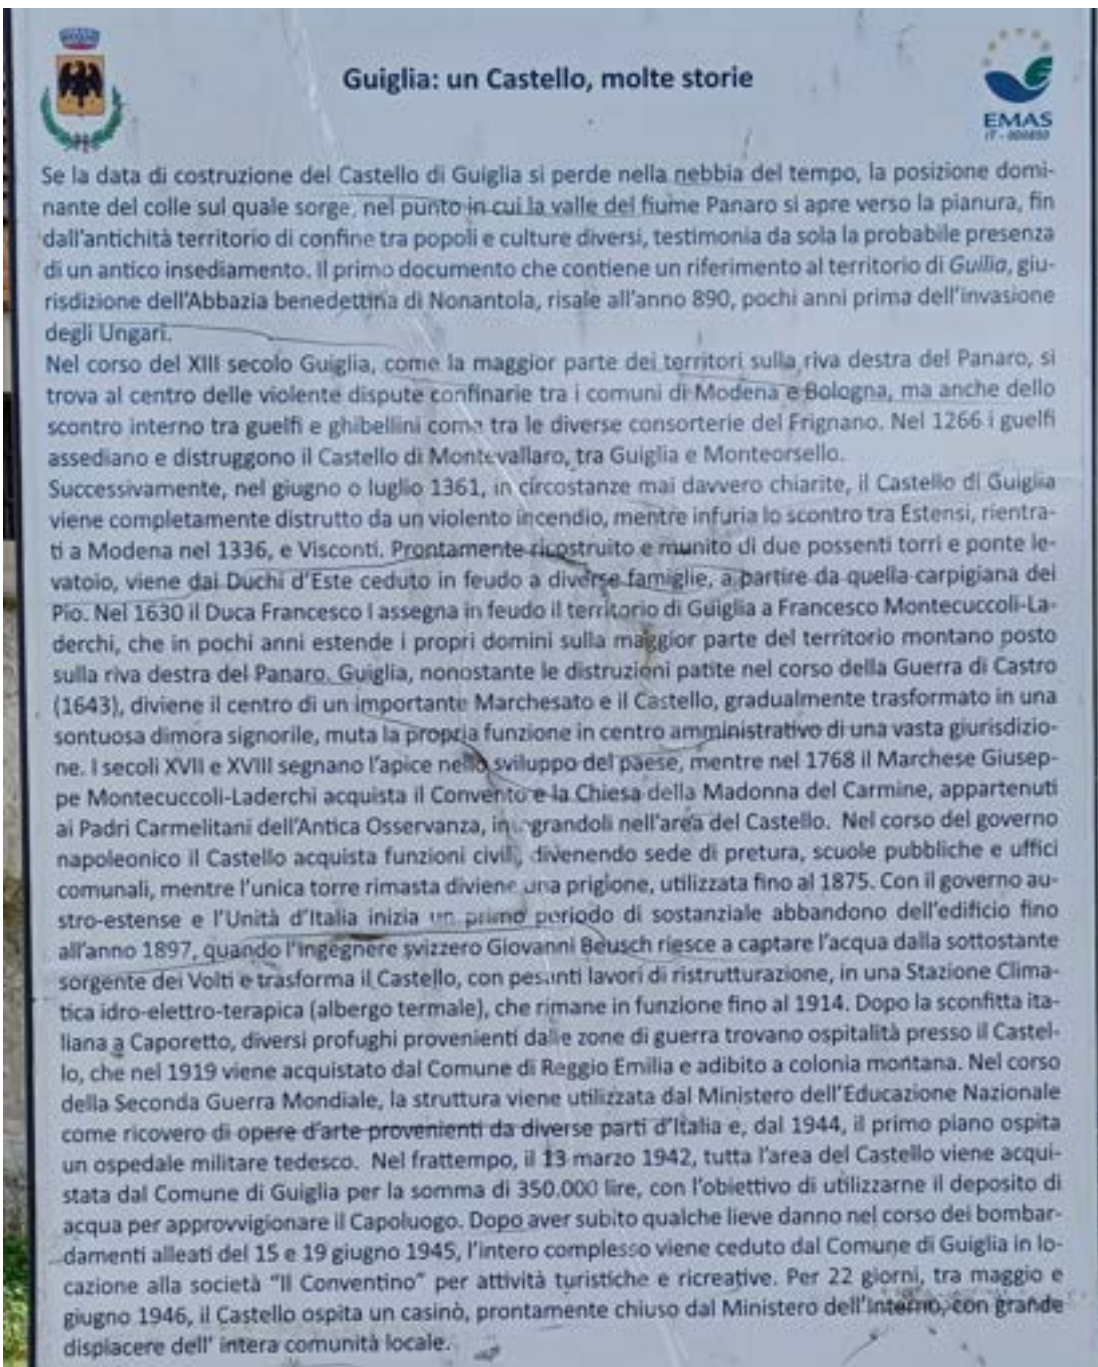 Guiglia: un Castello, molte storie
EMAS
Se la data di costruzione del Castello di Guiglia si perde nella nebbia del tempo, la posizione domi-
nante del colle sul quale sorge, nel punto in cui la valle del fiume Panaro si apre verso la pianura, fin
dall'antichità territorio di confine tra popoli e culture diversi, testimonia da sola la probabile presenza
di un antico insediamento. Il primo documento che contiene un riferimento al territorio di Guilia, giu-
risdizione dell'Abbazia benedettina di Nonantola, risale all'anno 890, pochi anni prima dell'invasione
degli Ungari.
Nel corso del XIII secolo Guiglia, come la maggior parte dei territori sulla riva destra del Panaro, si
trova al centro delle violente dispute confinarie tra i comuni di Modena e Bologna, ma anche dello
scontro interno tra guelfi e ghibellini come tra le diverse consorterie del Frignano. Nel 1266 i guelfi
assediano e distruggono il Castello di Montevallaro, tra Guiglia e Monteorsello.
Successivamente, nel giugno o luglio 1361, in circostanze mai davvero chiarite, il Castello di Guiglia
viene completamente distrutto da un violento incendio, mentre infuria lo scontro tra Estensi, rientra-
ti a Modena nel 1336, e Visconti. Prontamente ricostruito e munito di due possenti torri e ponte le-
vatoio, viene dai Duchi d'Este ceduto in feudo a diverse famiglie, a partire da quella carpigiana dei
Pio. Nel 1630 il Duca Francesco I assegna in feudo il territorio di Guiglia a Francesco Montecuccoli-La-
derchi, che in pochi anni estende i propri domini sulla maggior parte del territorio montano posto
sulla riva destra del Panaro. Guiglia, nonostante le distruzioni patite nel corso della Guerra di Castro
(1643), diviene il centro di un importante Marchesato e il Castello, gradualmente trasformato in una
sontuosa dimora signorile, muta la propria funzione in centro amministrativo di una vasta giurisdizio-
ne. I secoli XVII e XVIII segnano l'apice nello sviluppo del paese, mentre nel 1768 il Marchese Giusep-
pe Montecuccoli-Laderchi acquista il Convento e la Chiesa della Madonna del Carmine, appartenuti
ai Padri Carmelitani dell'Antica Osservanza, integrandoli nell'area del Castello. Nel corso del governo
napoleonico il Castello acquista funzioni civili, divenendo sede di pretura, scuole pubbliche e uffici
comunali, mentre l'unica torre rimasta diviene una prigione, utilizzata fino al 1875. Con il governo au-
stro-estense e l'Unità d'Italia inizia un primo periodo di sostanziale abbandono dell'edificio fino
all'anno 1897, quando l'ingegnere svizzero Giovanni Beusch riesce a captare l'acqua dalla sottostante
sorgente dei Volti e trasforma il Castello, con pesanti lavori di ristrutturazione, in una Stazione Clima-
tica idro-elettro-terapica (albergo termale), che rimane in funzione fino al 1914. Dopo la sconfitta ita-
liana a Caporetto, diversi profughi provenienti dalle zone di guerra trovano ospitalità presso il Castel-
lo, che nel 1919 viene acquistato dal Comune di Reggio Emilia e adibito a colonia montana. Nel corso
della Seconda Guerra Mondiale, la struttura viene utilizzata dal Ministero dell'Educazione Nazionale
come ricovero di opere d'arte provenienti da diverse parti d'Italia e, dal 1944, il primo piano ospita
un ospedale militare tedesco. Nel frattempo, il 13 marzo 1942, tutta l'area del Castello viene acqui-
stata dal Comune di Guiglia per la somma di 350.000 lire, con l'obiettivo di utilizzarne il deposito di
acqua per approvvigionare il Capoluogo. Dopo aver subito qualche lieve danno nel corso dei bombar-
damenti alleati del 15 e 19 giugno 1945, l'intero complesso viene ceduto dal Comune di Guiglia in lo-
cazione alla società "Il Conventino" per attività turistiche e ricreative. Per 22 giorni, tra maggio e
giugno 1946, il Castello ospita un casinò, prontamente chiuso dal Ministero dell'Interno, con grande
dispiacere dell' intera comunità locale.